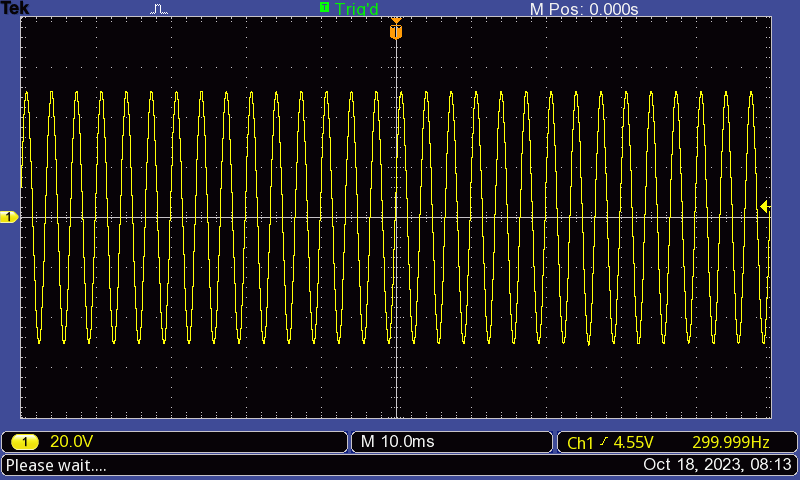 Tek T Trig'd M Pos: 0.000s
T
1
1 20.0V M 10.0ms Ch1 4.55V 299.999Hz
Please wait.... Oct 18, 2023, 08:13